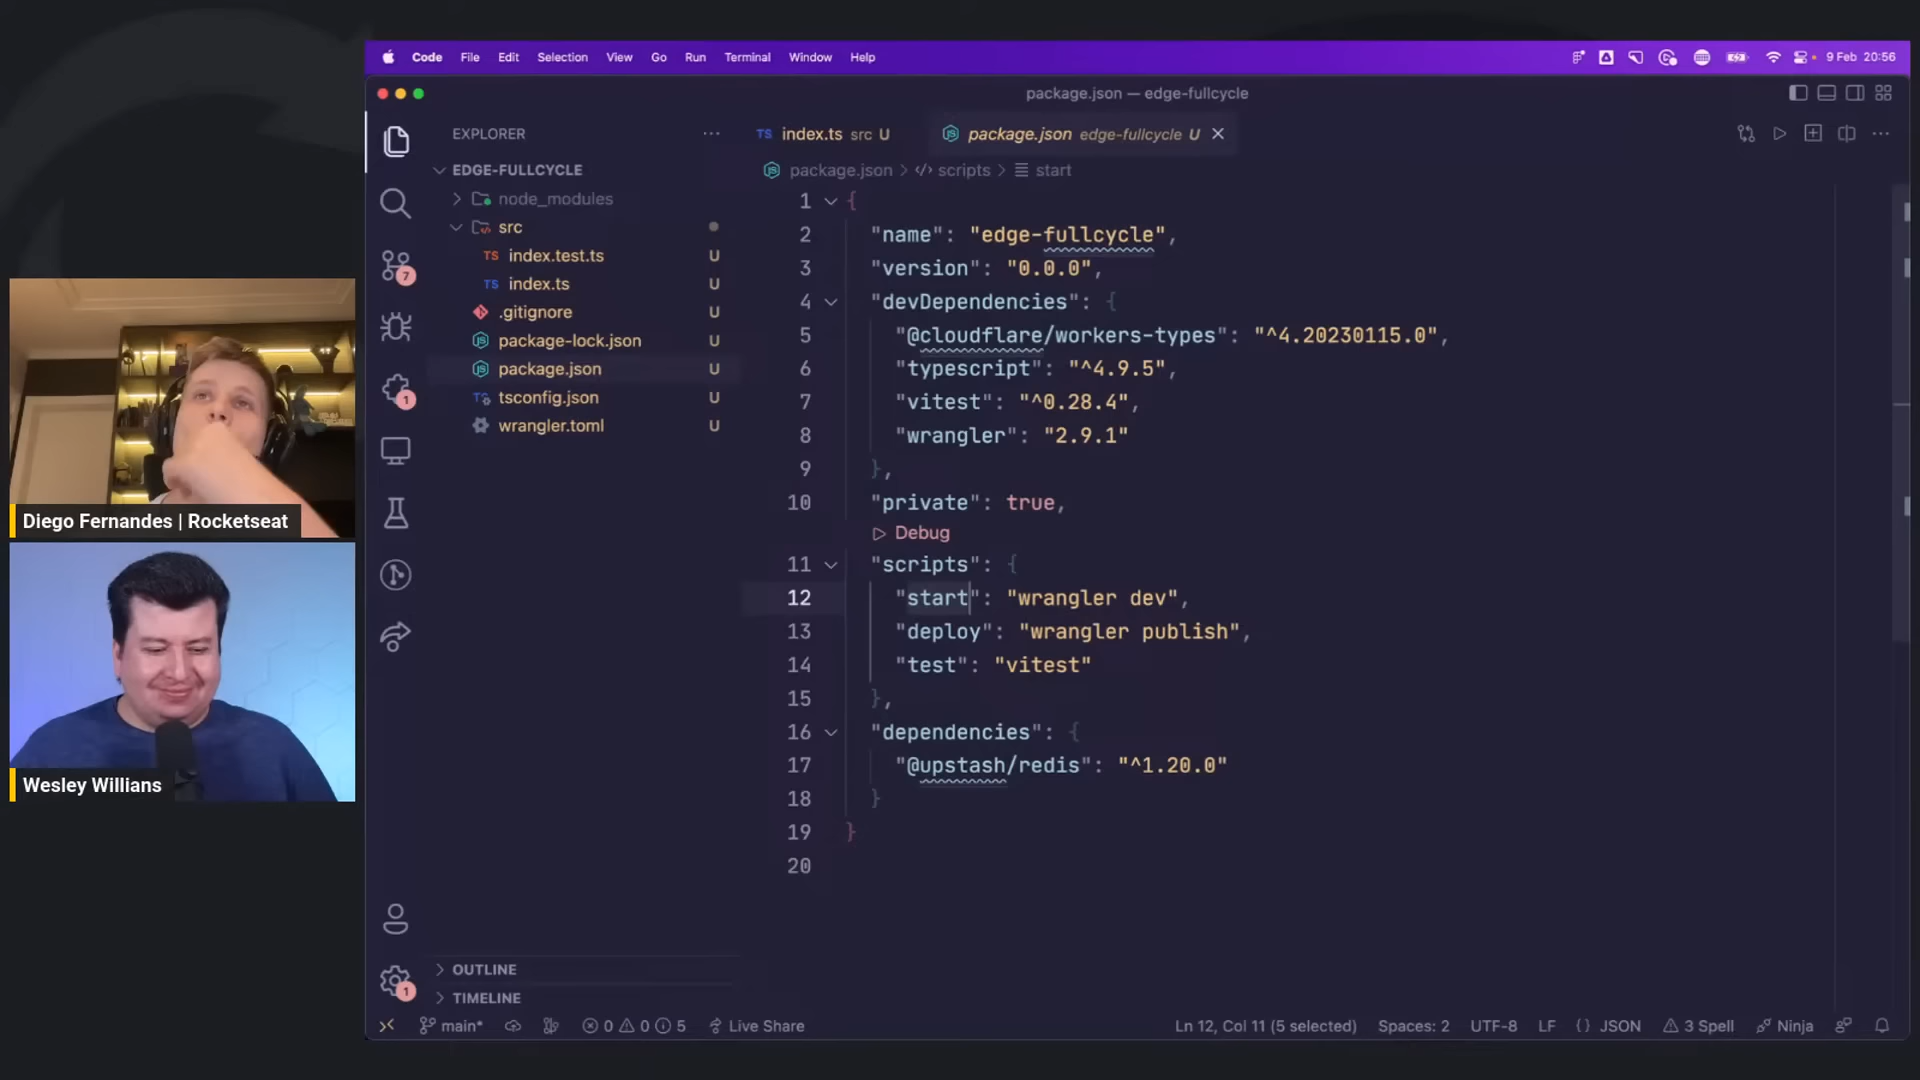 Code File Edit Selection View Go Run Terminal Window Help
9 Feb 20:56
package.json — edge-fullcycle
EXPLORER
EDGE-FULLCYCLE
node_modules
src
TS index.test.ts U
TS index.ts U
.gitignore U
package-lock.json U
package.json U
tsconfig.json U
wrangler.toml U
OUTLINE
TIMELINE
7
1
1
TS index.ts src U
package.json edge-fullcycle U
package.json > scripts > start
1 {
2 "name": "edge-fullcycle",
3 "version": "0.0.0",
4 "devDependencies": {
5 "@cloudflare/workers-types": "^4.20230115.0",
6 "typescript": "^4.9.5",
7 "vitest": "^0.28.4",
8 "wrangler": "2.9.1"
9 },
10 "private": true,
Debug
11 "scripts": {
12 "start": "wrangler dev",
13 "deploy": "wrangler publish",
14 "test": "vitest"
15 },
16 "dependencies": {
17 "@upstash/redis": "^1.20.0"
18 }
19 }
20
main* 0 0 5 Live Share
Ln 12, Col 11 (5 selected) Spaces: 2 UTF-8 LF {} JSON 3 Spell Ninja
Diego Fernandes | Rocketseat
Wesley Willians